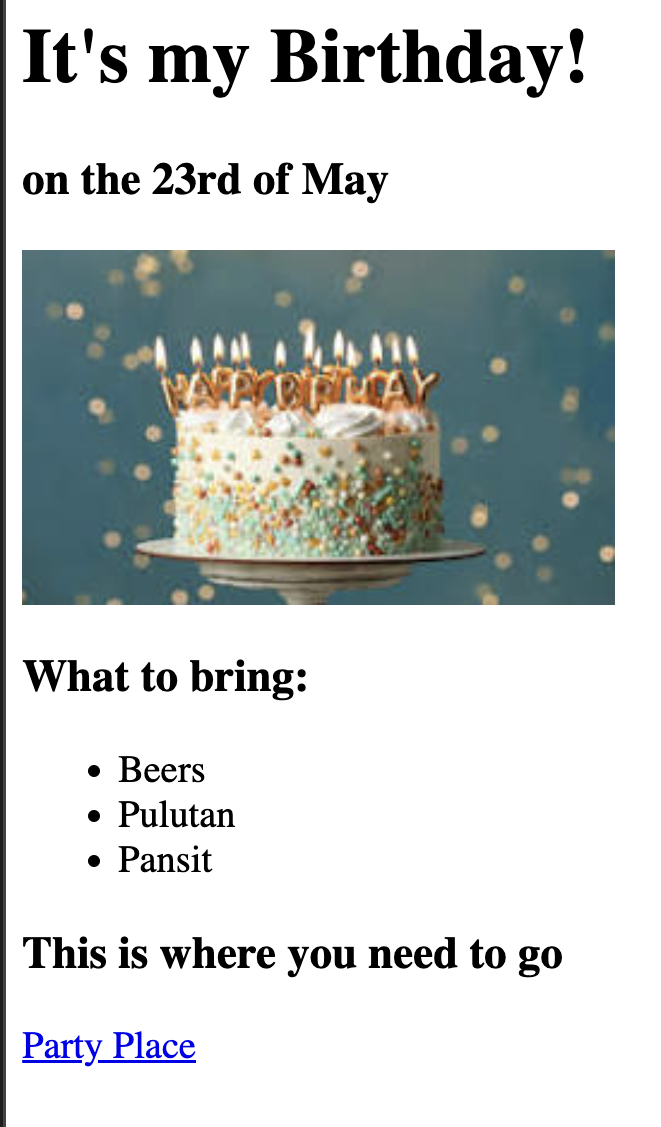 It's my Birthday!
on the 23rd of May
HAPPY BIRTHDAY
What to bring:
Beers
Pulutan
Pansit
This is where you need to go
Party Place